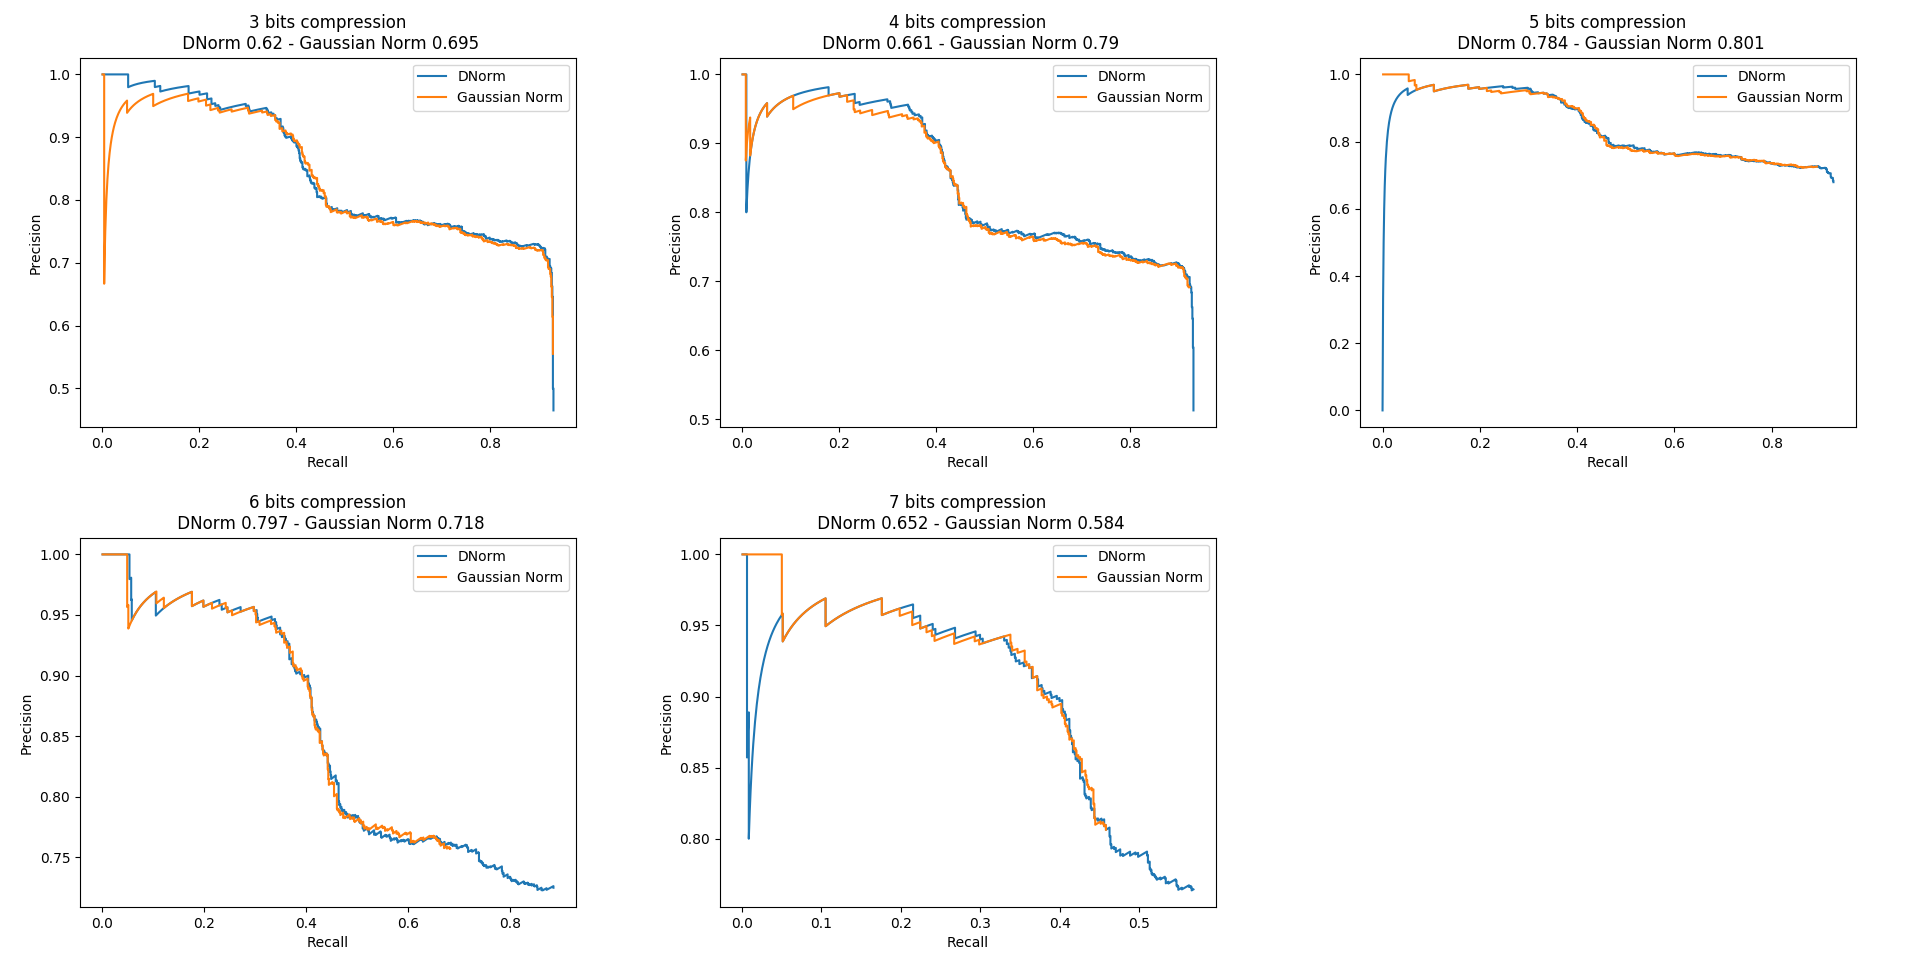 3 bits compression
DNorm 0.62 - Gaussian Norm 0.695
DNorm
Gaussian Norm
1.0
0.9
0.8
0.7
0.6
0.5
Precision
0.0 0.2 0.4 0.6 0.8
Recall
4 bits compression
DNorm 0.661 - Gaussian Norm 0.79
DNorm
Gaussian Norm
1.0
0.9
0.8
0.7
0.6
0.5
Precision
0.0 0.2 0.4 0.6 0.8
Recall
5 bits compression
DNorm 0.784 - Gaussian Norm 0.801
DNorm
Gaussian Norm
1.0
0.8
0.6
0.4
0.2
0.0
Precision
0.0 0.2 0.4 0.6 0.8
Recall
6 bits compression
DNorm 0.797 - Gaussian Norm 0.718
DNorm
Gaussian Norm
1.00
0.95
0.90
0.85
0.80
0.75
Precision
0.0 0.2 0.4 0.6 0.8
Recall
7 bits compression
DNorm 0.652 - Gaussian Norm 0.584
DNorm
Gaussian Norm
1.00
0.95
0.90
0.85
0.80
Precision
0.0 0.1 0.2 0.3 0.4 0.5
Recall